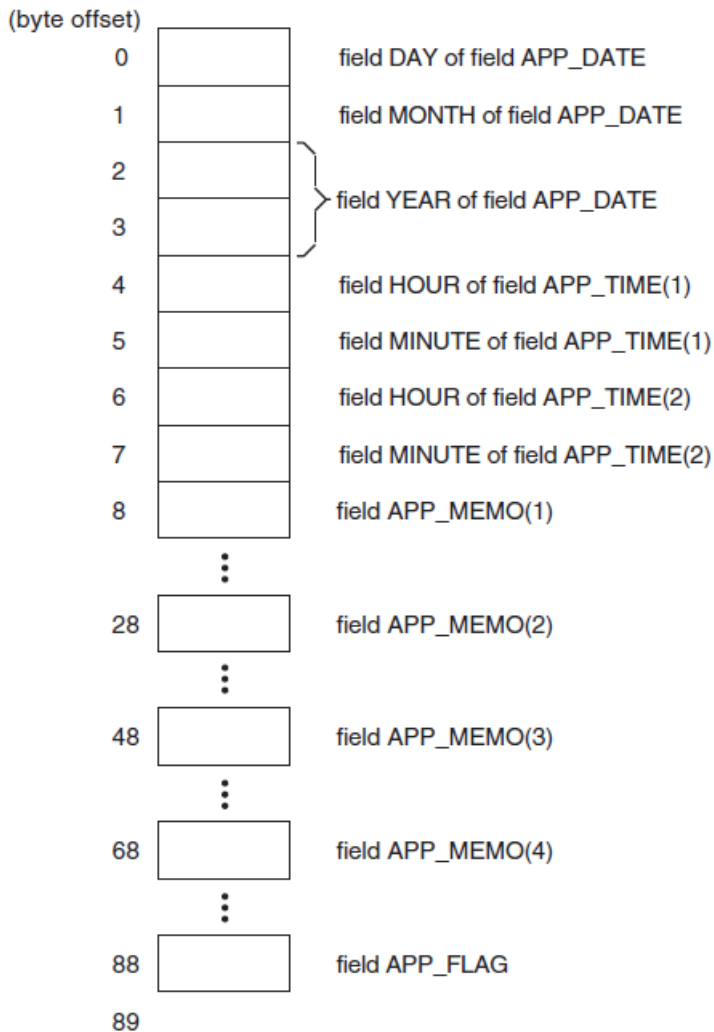 (byte offset)
0 field DAY of field APP_DATE
1 field MONTH of field APP_DATE
2
field YEAR of field APP_DATE
3
4 field HOUR of field APP_TIME(1)
5 field MINUTE of field APP_TIME(1)
6 field HOUR of field APP_TIME(2)
7 field MINUTE of field APP_TIME(2)
8 field APP_MEMO(1)
28 field APP_MEMO(2)
48 field APP_MEMO(3)
68 field APP_MEMO(4)
88 field APP_FLAG
89